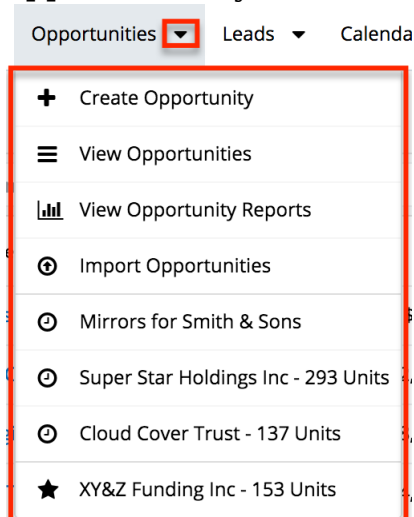 Opportunities Leads Calenda
Create Opportunity
View Opportunities
View Opportunity Reports
Import Opportunities
Mirrors for Smith & Sons
Super Star Holdings Inc - 293 Units
Cloud Cover Trust - 137 Units
XY&Z Funding Inc - 153 Units